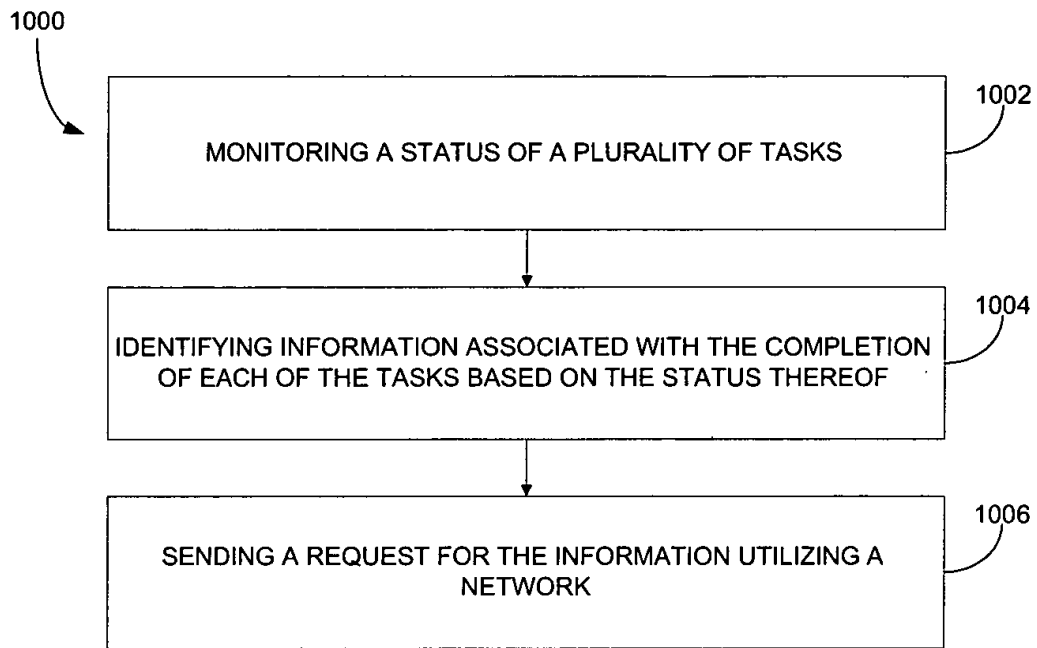 1000
1002
MONITORING A STATUS OF A PLURALITY OF TASKS
1004
IDENTIFYING INFORMATION ASSOCIATED WITH THE COMPLETION
OF EACH OF THE TASKS BASED ON THE STATUS THEREOF
1006
SENDING A REQUEST FOR THE INFORMATION UTILIZING A
NETWORK